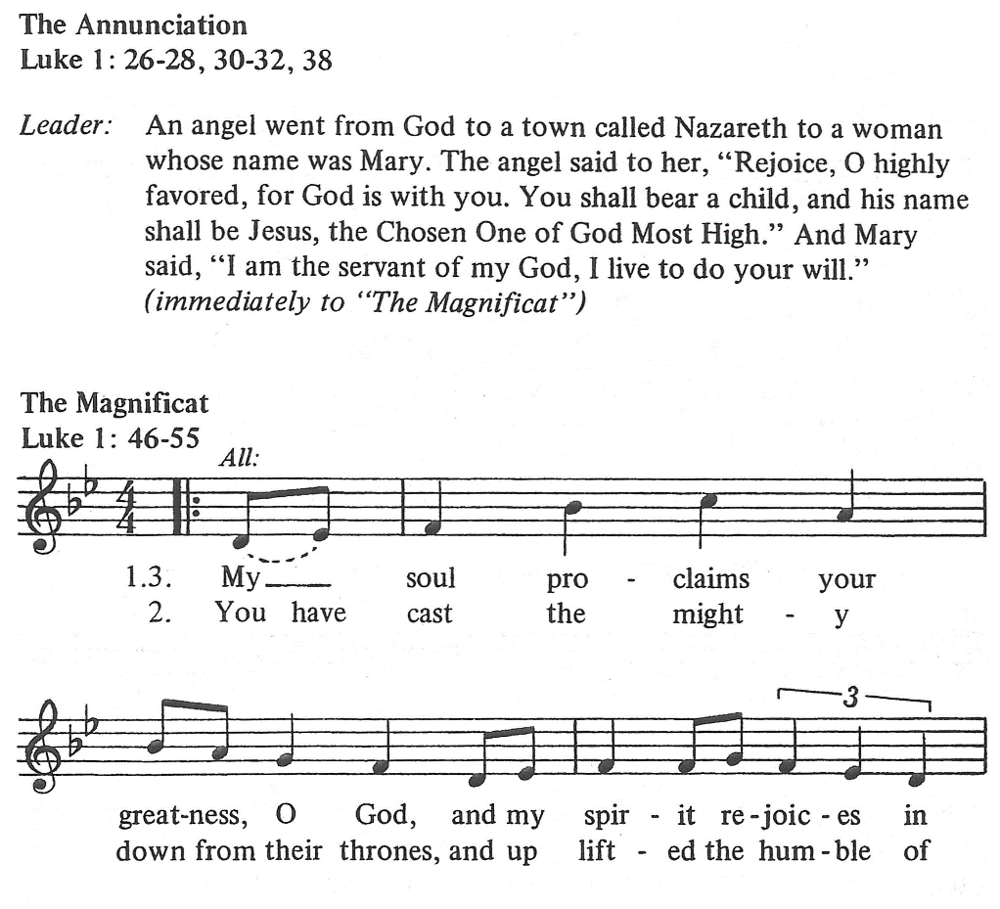 The Annunciation
Luke 1: 26-28, 30-32, 38
Leader: An angel went from God to a town called Nazareth to a woman
whose name was Mary. The angel said to her, “Rejoice, O highly
favored, for God is with you. You shall bear a child, and his name
shall be Jesus, the Chosen One of God Most High.” And Mary
said, “I am the servant of my God, I live to do your will.”
(immediately to “The Magnificat”)
The Magnificat
Luke 1: 46-55
All:
4
4
1.3. My____ soul pro - claims your
2. You have cast the might - y
3
great-ness, O God, and my spir - it re-joic - es in
down from their thrones, and up lift - ed the hum-ble of